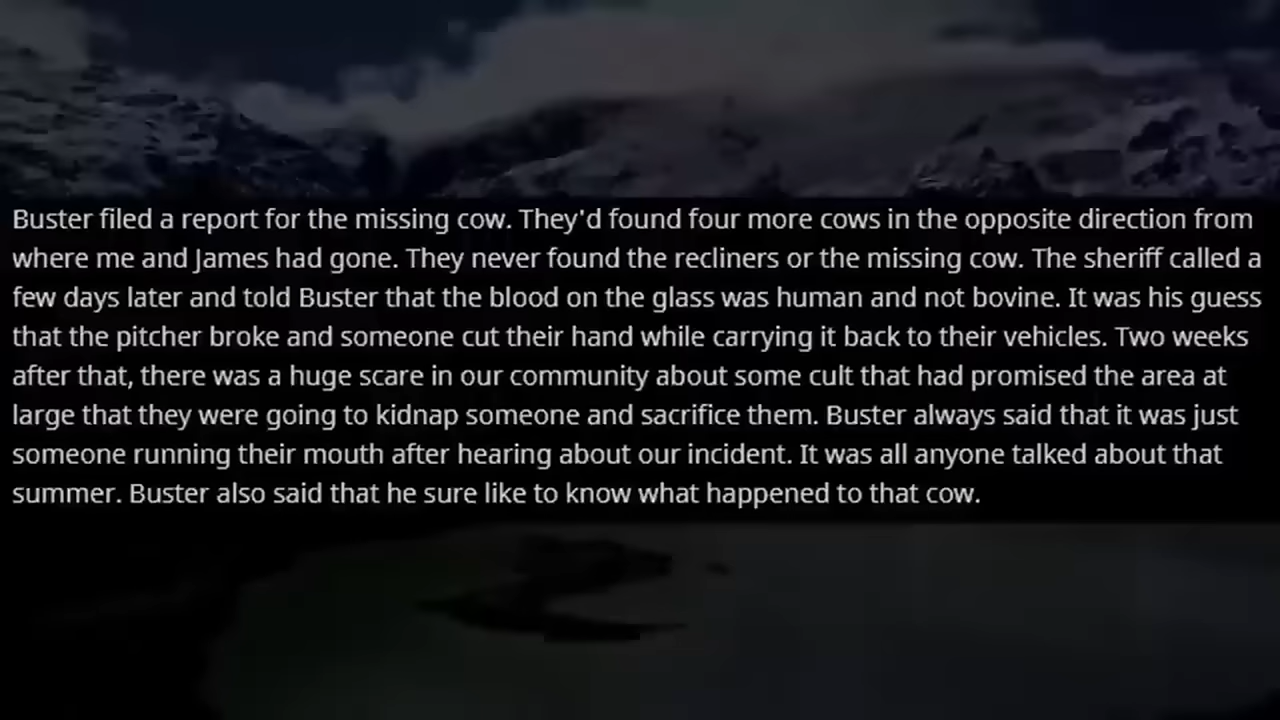 Buster filed a report for the missing cow. They'd found four more cows in the opposite direction from
where me and James had gone. They never found the recliners or the missing cow. The sheriff called a
few days later and told Buster that the blood on the glass was human and not bovine. It was his guess
that the pitcher broke and someone cut their hand while carrying it back to their vehicles. Two weeks
after that, there was a huge scare in our community about some cult that had promised the area at
large that they were going to kidnap someone and sacrifice them. Buster always said that it was just
someone running their mouth after hearing about our incident. It was all anyone talked about that
summer. Buster also said that he sure like to know what happened to that cow.